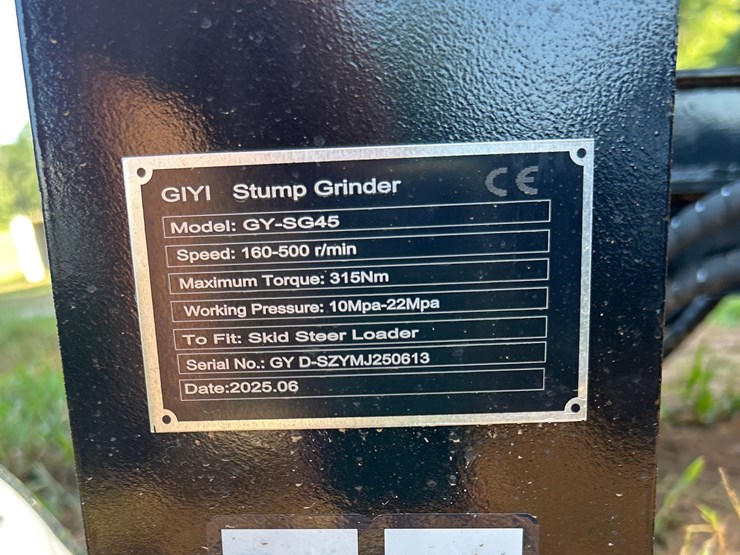 GIYI Stump Grinder CE
Model: GY-SG45
Speed: 160-500 r/min
Maximum Torque: 315Nm
Working Pressure: 10Mpa-22Mpa
To Fit: Skid Steer Loader
Serial No.: GY D-SZYMJ250613
Date:2025.06